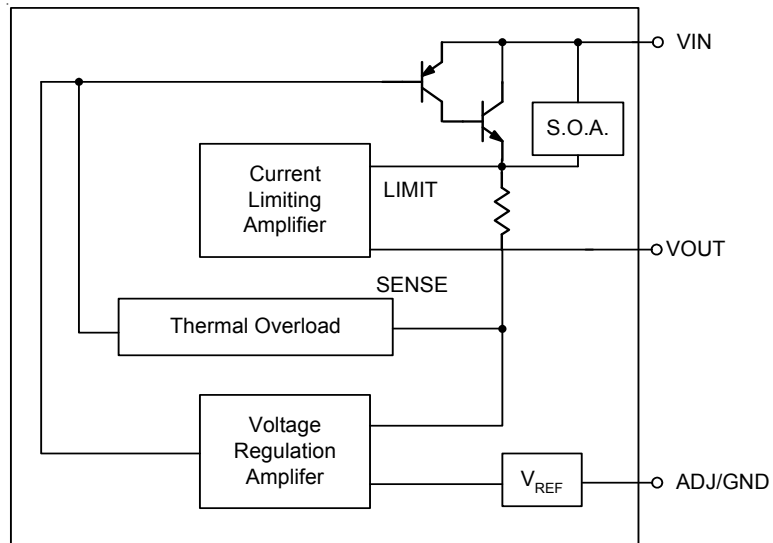 VIN
S.O.A.
Current
Limiting
Amplifier
LIMIT
VOUT
SENSE
Thermal Overload
Voltage
Regulation
Amplifer
VREF
ADJ/GND